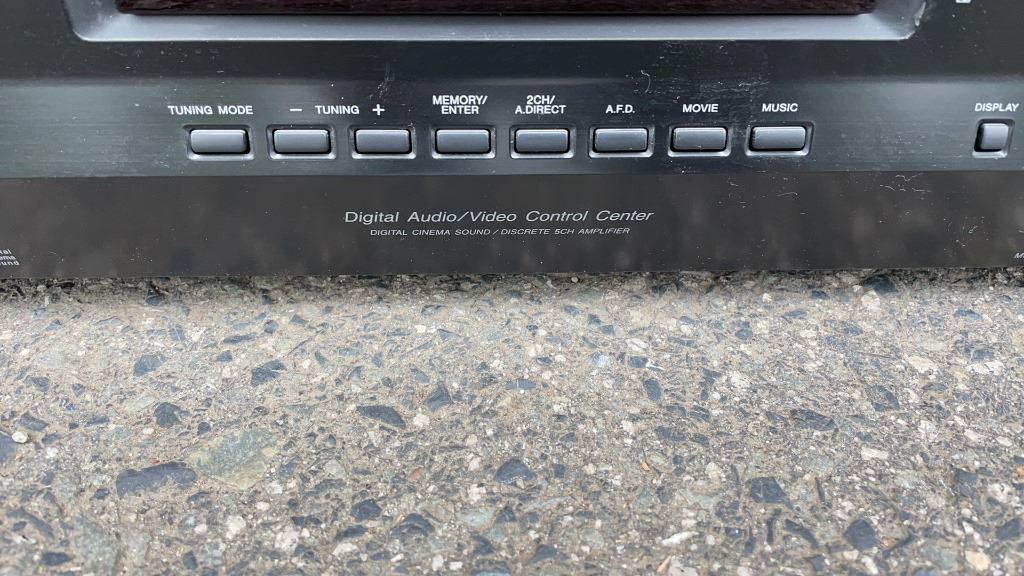 TUNING MODE
− TUNING +
MEMORY/
ENTER
2CH/
A.DIRECT
A.F.D.
MOVIE
MUSIC
DISPLAY
Digital Audio/Video Control Center
DIGITAL CINEMA SOUND / DISCRETE 5CH AMPLIFIER